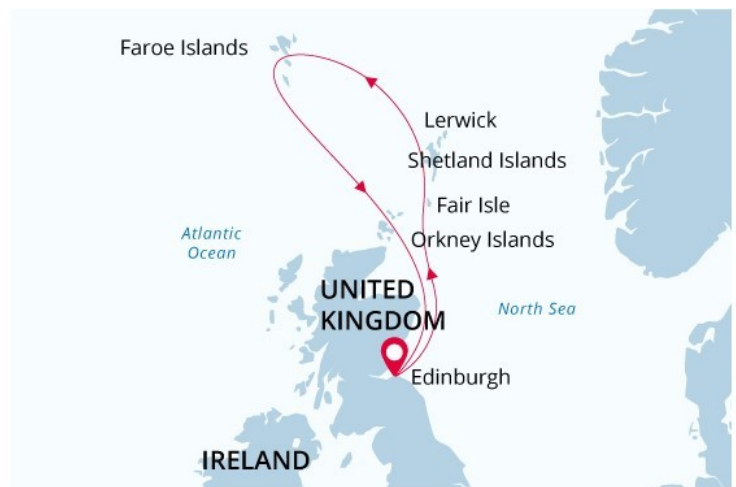 Faroe Islands
Lerwick
Shetland Islands
Fair Isle
Atlantic
Ocean
Orkney Islands
UNITED
KINGDOM
North Sea
Edinburgh
IRELAND